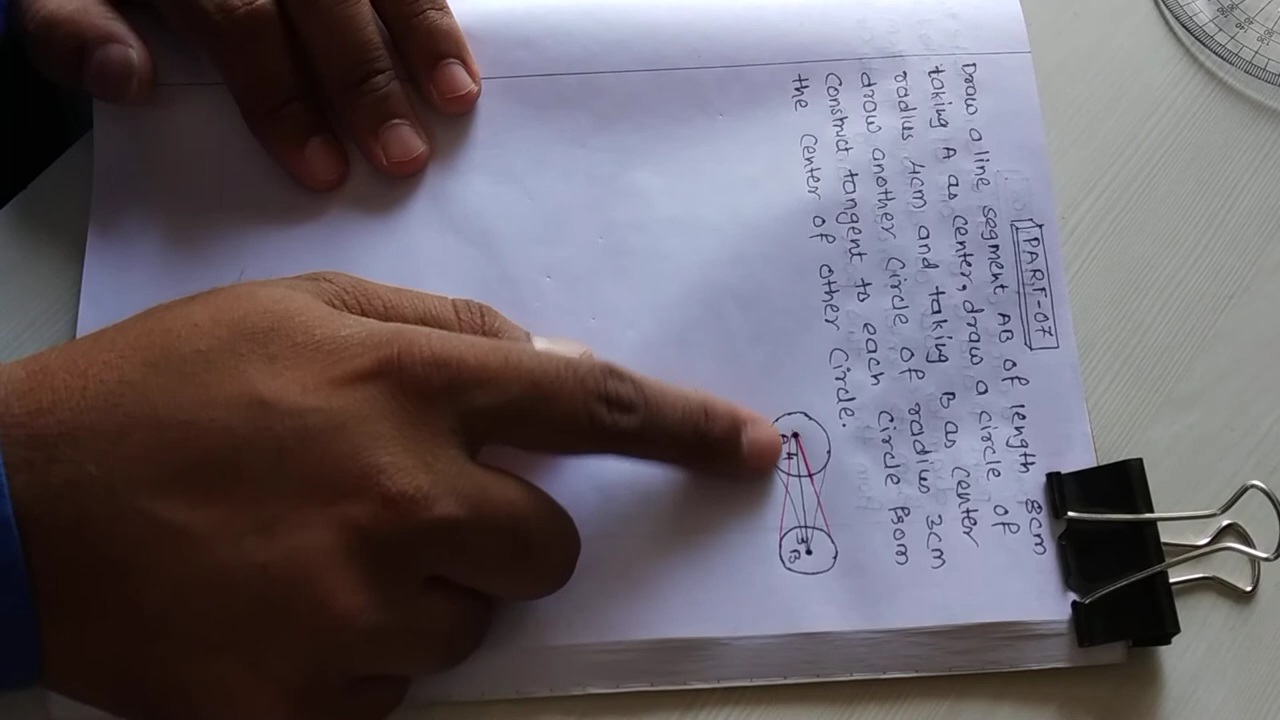 PART-07
Draw a line segment AB of length 8cm
taking A as center, draw a circle of
radius 4cm and taking B as center
draw another circle of radius 3cm
construct tangent to each circle from
the center of other circle.
A
4
3
B